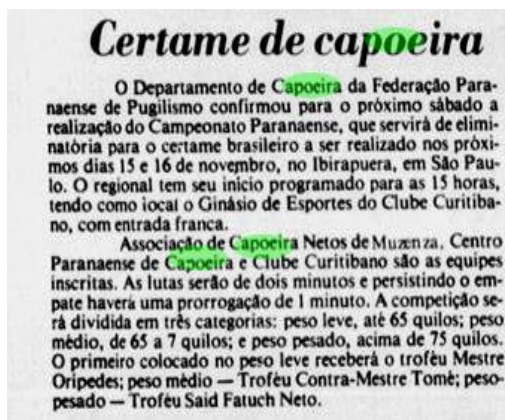 Certame de capoeira
O Departamento de Capoeira da Federação Para-
naense de Pugilismo confirmou para o próximo sábado a
realização do Campeonato Paranaense, que servirá de elimi-
natória para o certame brasileiro a ser realizado nos próxi-
mos dias 15 e 16 de novembro, no Ibirapuera, em São Pau-
lo. O regional tem seu início programado para as 15 horas,
tendo como local o Ginásio de Esportes do Clube Curitiba-
no, com entrada franca.
Associação de Capoeira Netos de Muzenza, Centro
Paranaense de Capoeira e Clube Curitibano são as equipes
inscritas. As lutas serão de dois minutos e persistindo o em-
pate haverá uma prorrogação de 1 minuto. A competição se-
rá dividida em três categorias: peso leve, até 65 quilos; peso
médio, de 65 a 7 quilos; e peso pesado, acima de 75 quilos.
O primeiro colocado no peso leve receberá o troféu Mestre
Oripedes; peso médio — Troféu Contra-Mestre Tomé; peso-
pesado — Troféu Said Fatuch Neto.